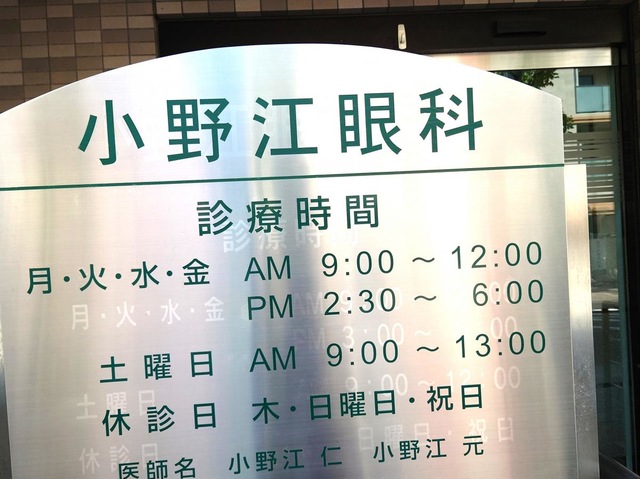 小野江眼科
診療時間
月・火・水・金 AM 9:00 ～ 12:00
PM 2:30 ～ 6:00
土曜日 AM 9:00 ～ 13:00
休診日 木・日曜日・祝日
医師名 小野江 仁 小野江 元